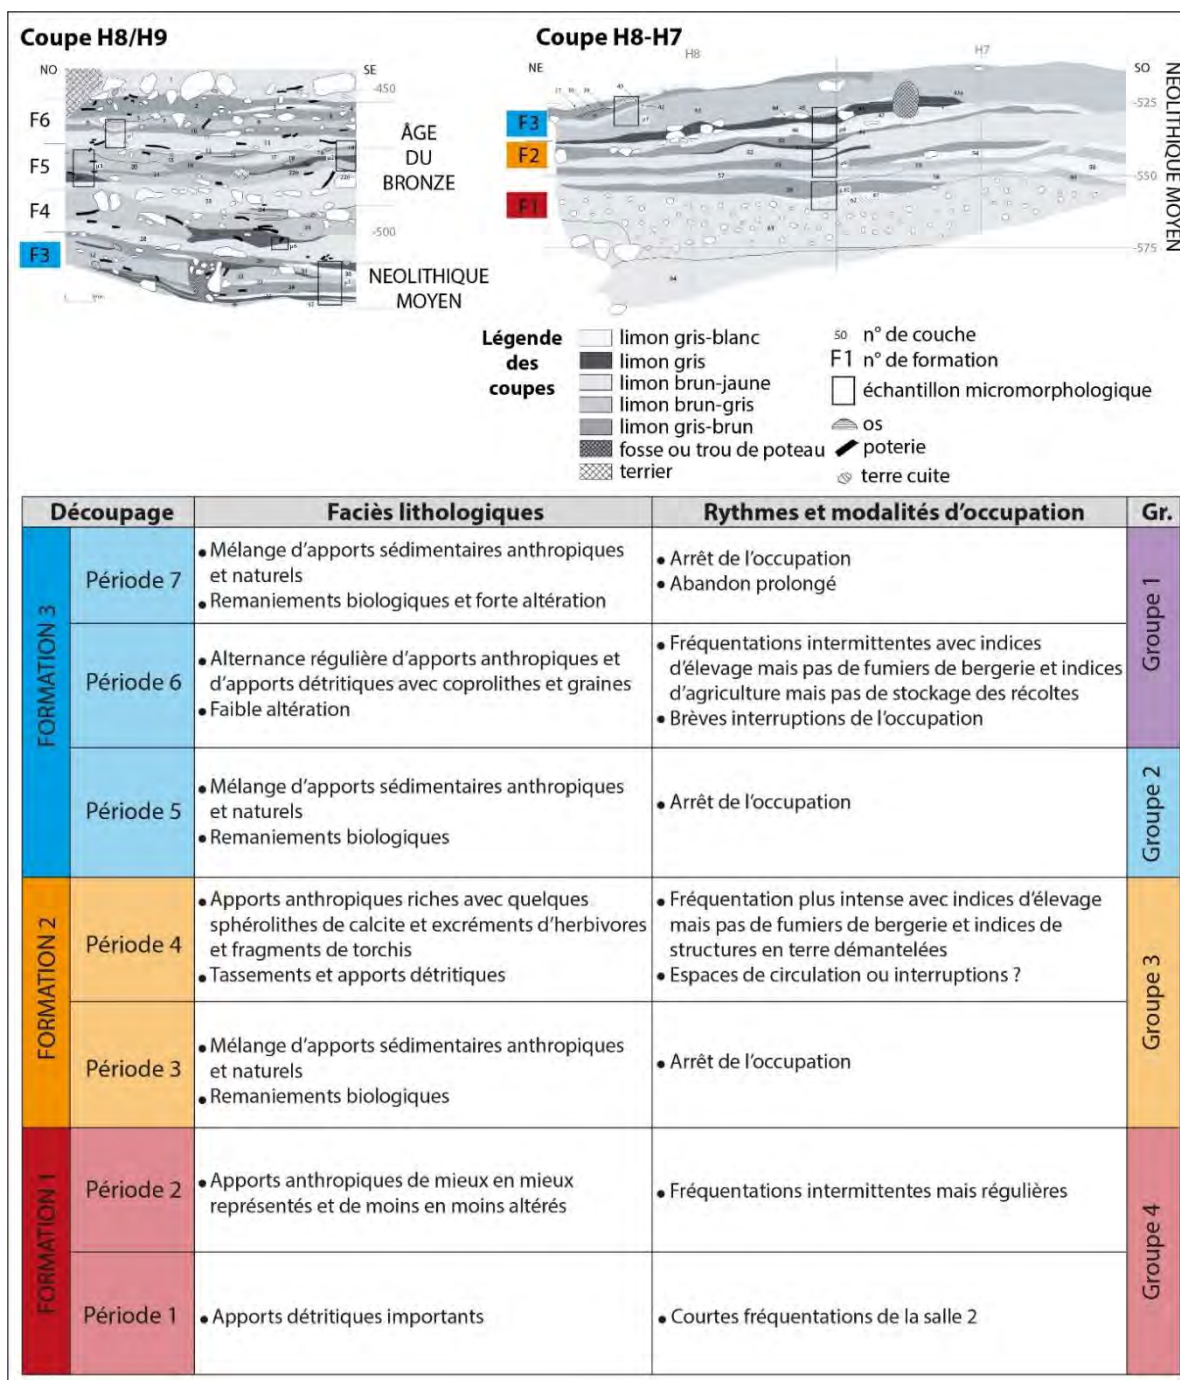 Coupe H8/H9
Coupe H8-H7
NO
SE
-450
-500
F6
F5
F4
F3
ÂGE
DU
BRONZE
NEOLITHIQUE
MOYEN
NE
H8
H7
SO
F3
F2
F1
-525
-550
-575
NEOLITHIQUE MOYEN
Légende
des
coupes
limon gris-blanc
limon gris
limon brun-jaune
limon brun-gris
limon gris-brun
fosse ou trou de poteau
terrier
50 n° de couche
F1 n° de formation
échantillon micromorphologique
os
poterie
terre cuite
Découpage
Faciès lithologiques
Rythmes et modalités d'occupation
Gr.
FORMATION 3
Période 7
• Mélange d'apports sédimentaires anthropiques
et naturels
• Remaniements biologiques et forte altération
• Arrêt de l'occupation
• Abandon prolongé
Groupe 1
Période 6
• Alternance régulière d'apports anthropiques et
d'apports détritiques avec coprolithes et graines
• Faible altération
• Fréquentations intermittentes avec indices
d'élevage mais pas de fumiers de bergerie et indices
d'agriculture mais pas de stockage des récoltes
• Brèves interruptions de l'occupation
Période 5
• Mélange d'apports sédimentaires anthropiques
et naturels
• Remaniements biologiques
• Arrêt de l'occupation
Groupe 2
FORMATION 2
Période 4
• Apports anthropiques riches avec quelques
sphérolithes de calcite et excréments d'herbivores
et fragments de torchis
• Tassements et apports détritiques
• Fréquentation plus intense avec indices d'élevage
mais pas de fumiers de bergerie et indices de
structures en terre démantelées
• Espaces de circulation ou interruptions ?
Groupe 3
Période 3
• Mélange d'apports sédimentaires anthropiques
et naturels
• Remaniements biologiques
• Arrêt de l'occupation
FORMATION 1
Période 2
• Apports anthropiques de mieux en mieux
représentés et de moins en moins altérés
• Fréquentations intermittentes mais régulières
Groupe 4
Période 1
• Apports détritiques importants
• Courtes fréquentations de la salle 2